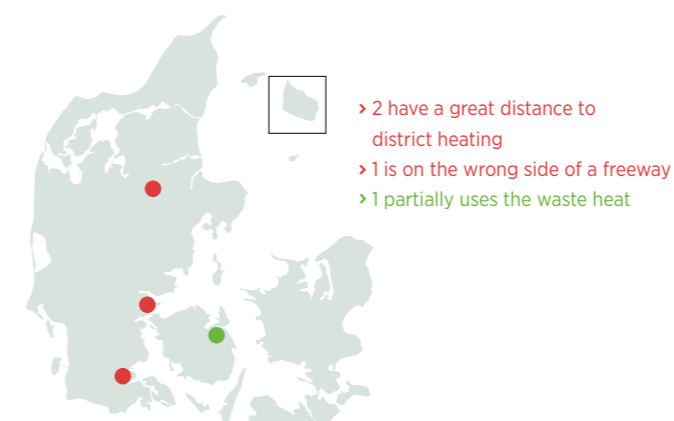 > 2 have a great distance to
district heating
> 1 is on the wrong side of a freeway
> 1 partially uses the waste heat